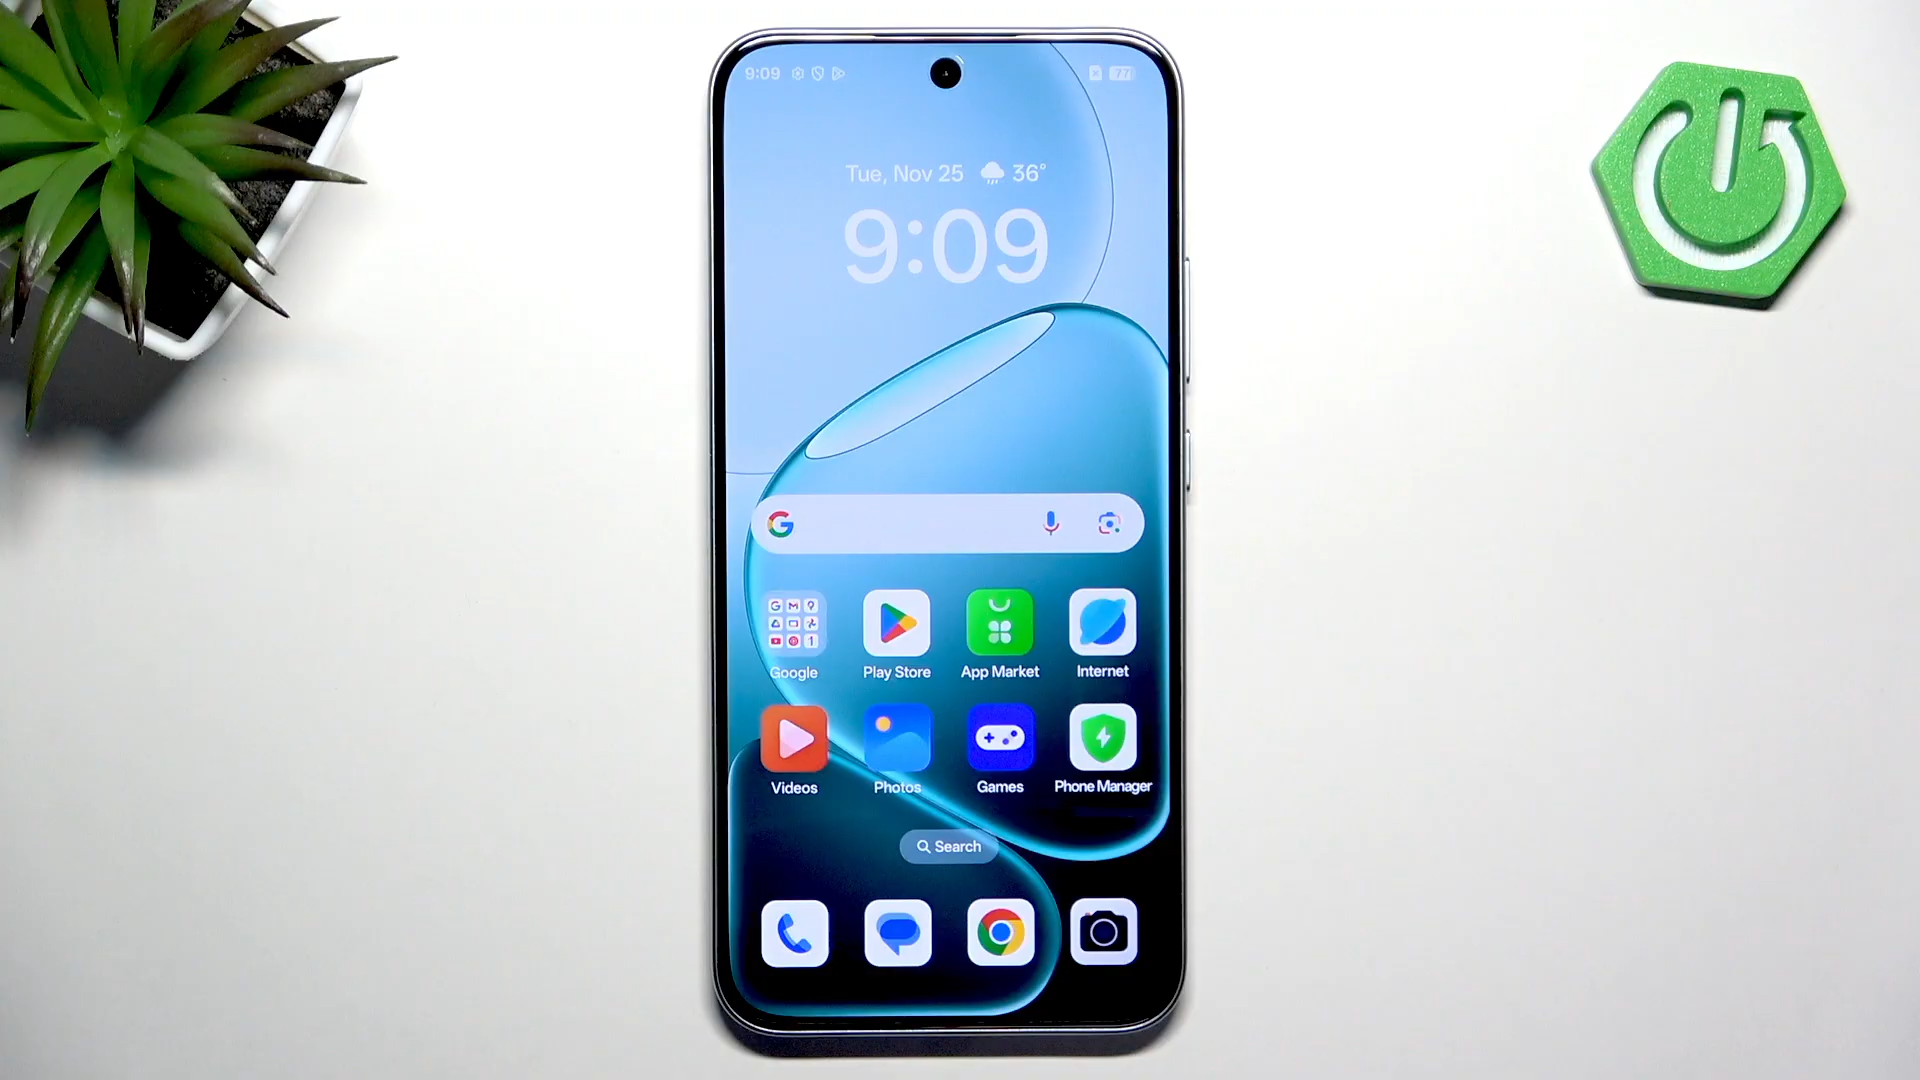 9:09
77
Tue, Nov 25 36°
9:09
G
Google
Play Store
App Market
Internet
Videos
Photos
Games
Phone Manager
Search